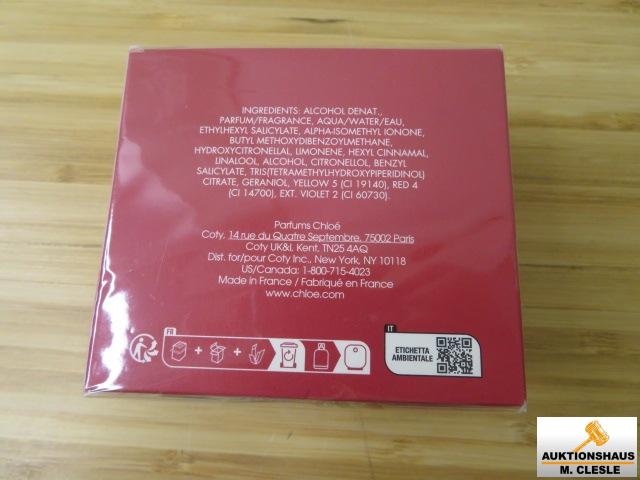 INGREDIENTS: ALCOHOL DENAT.,
PARFUM/FRAGRANCE, AQUA/WATER/EAU,
ETHYLHEXYL SALICYLATE, ALPHA-ISOMETHYL IONONE,
BUTYL METHOXYDIBENZOYLMETHANE,
HYDROXYCITRONELLAL, LIMONENE, HEXYL CINNAMAL,
LINALOOL, ALCOHOL, CITRONELLOL, BENZYL
SALICYLATE, TRIS(TETRAMETHYLHYDROXYPIPERIDINOL)
CITRATE, GERANIOL, YELLOW 5 (CI 19140), RED 4
(CI 14700), EXT. VIOLET 2 (CI 60730).
Parfums Chloé
Coty, 14 rue du Quatre Septembre, 75002 Paris
Coty UK&I, Kent, TN25 4AQ
Dist. for/pour Coty Inc., New York, NY 10118
US/Canada: 1-800-715-4023
Made in France / Fabriqué en France
www.chloe.com
FR
+ +
IT
ETICHETTA
AMBIENTALE
AUKTIONSHAUS
M. CLESLE